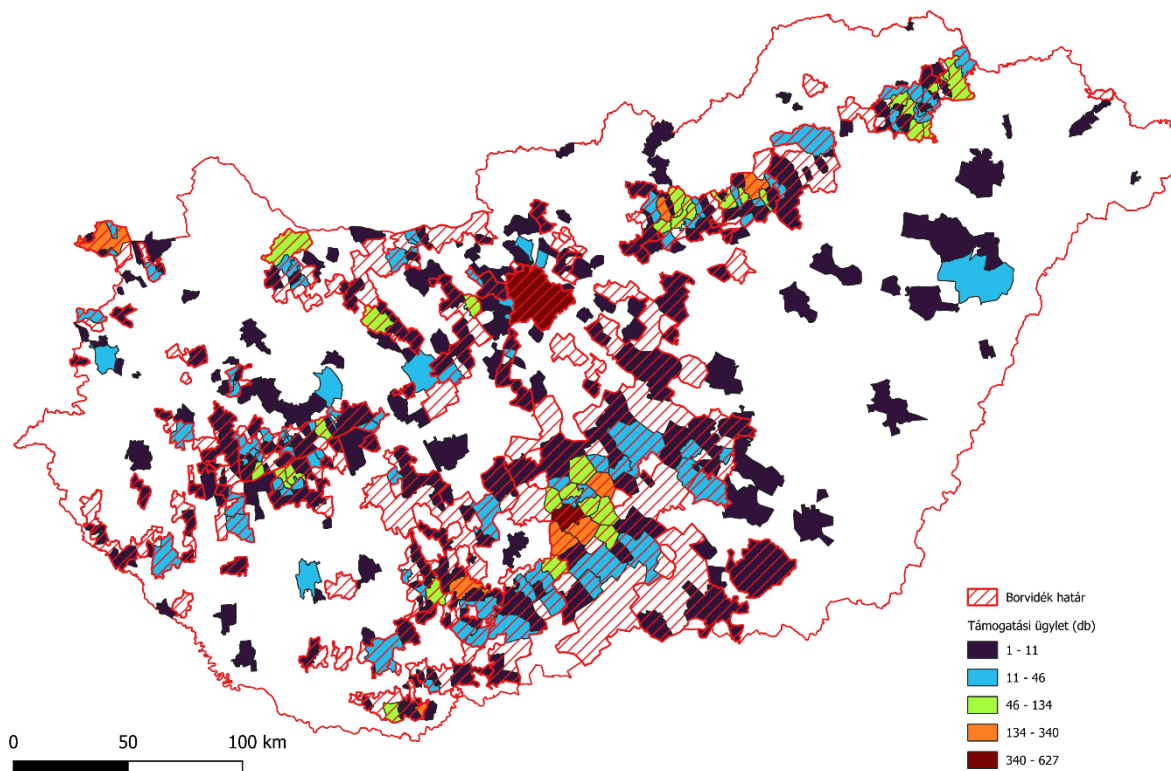 Borvidék határ
Támogatási ügylet (db)
1 - 11
11 - 46
46 - 134
134 - 340
340 - 627
0 50 100 km